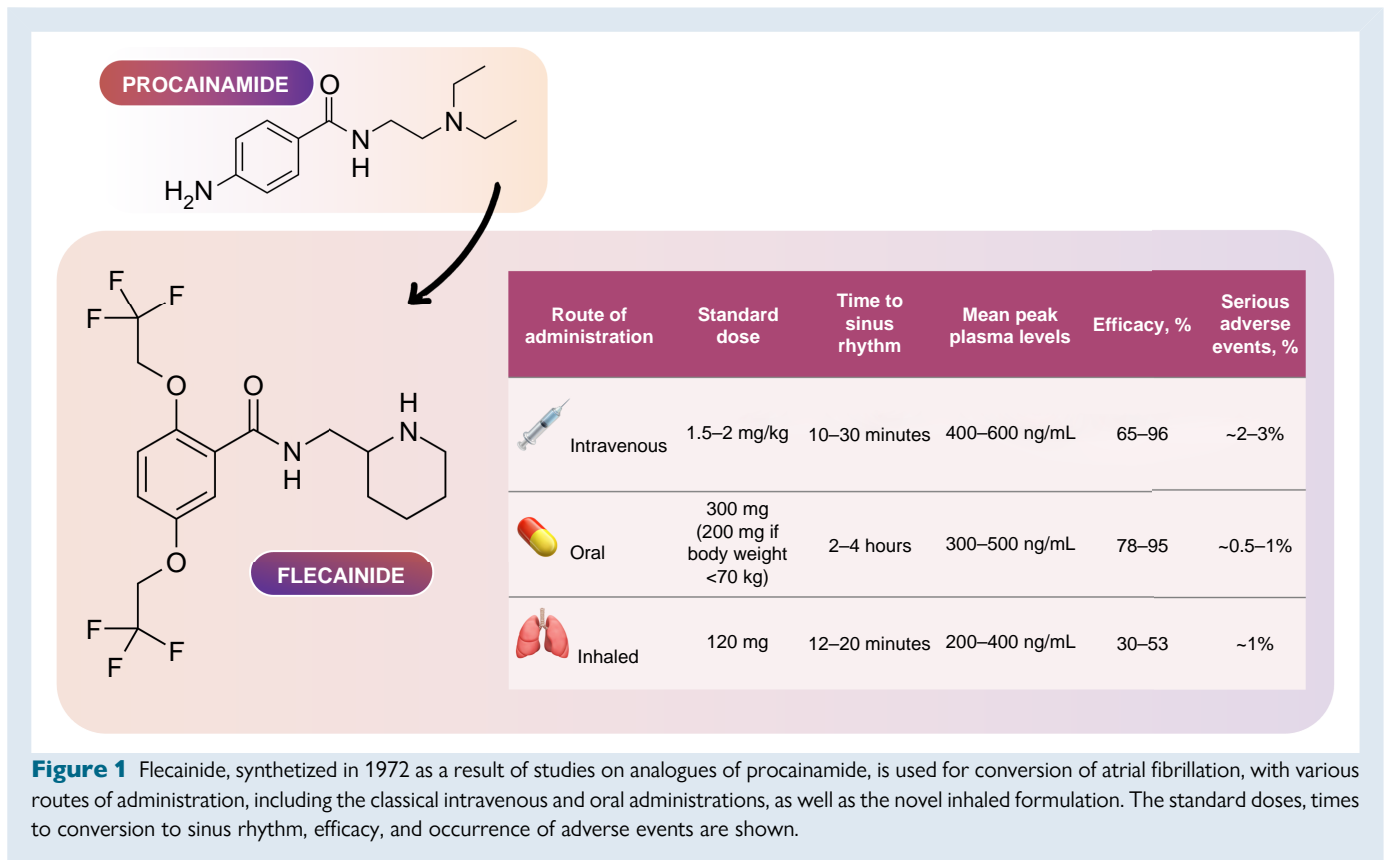 PROCAINAMIDE
O
N
N
H
H2N
F
F
F
O
O
H
N
N
H
O
F
F
F
FLECAINIDE
Route of administration
Standard dose
Time to sinus rhythm
Mean peak plasma levels
Efficacy, %
Serious adverse events, %
Intravenous
1.5–2 mg/kg
10–30 minutes
400–600 ng/mL
65–96
~2–3%
Oral
300 mg
(200 mg if
body weight
<70 kg)
2–4 hours
300–500 ng/mL
78–95
~0.5–1%
Inhaled
120 mg
12–20 minutes
200–400 ng/mL
30–53
~1%
Figure 1 Flecainide, synthetized in 1972 as a result of studies on analogues of procainamide, is used for conversion of atrial fibrillation, with various
routes of administration, including the classical intravenous and oral administrations, as well as the novel inhaled formulation. The standard doses, times
to conversion to sinus rhythm, efficacy, and occurrence of adverse events are shown.